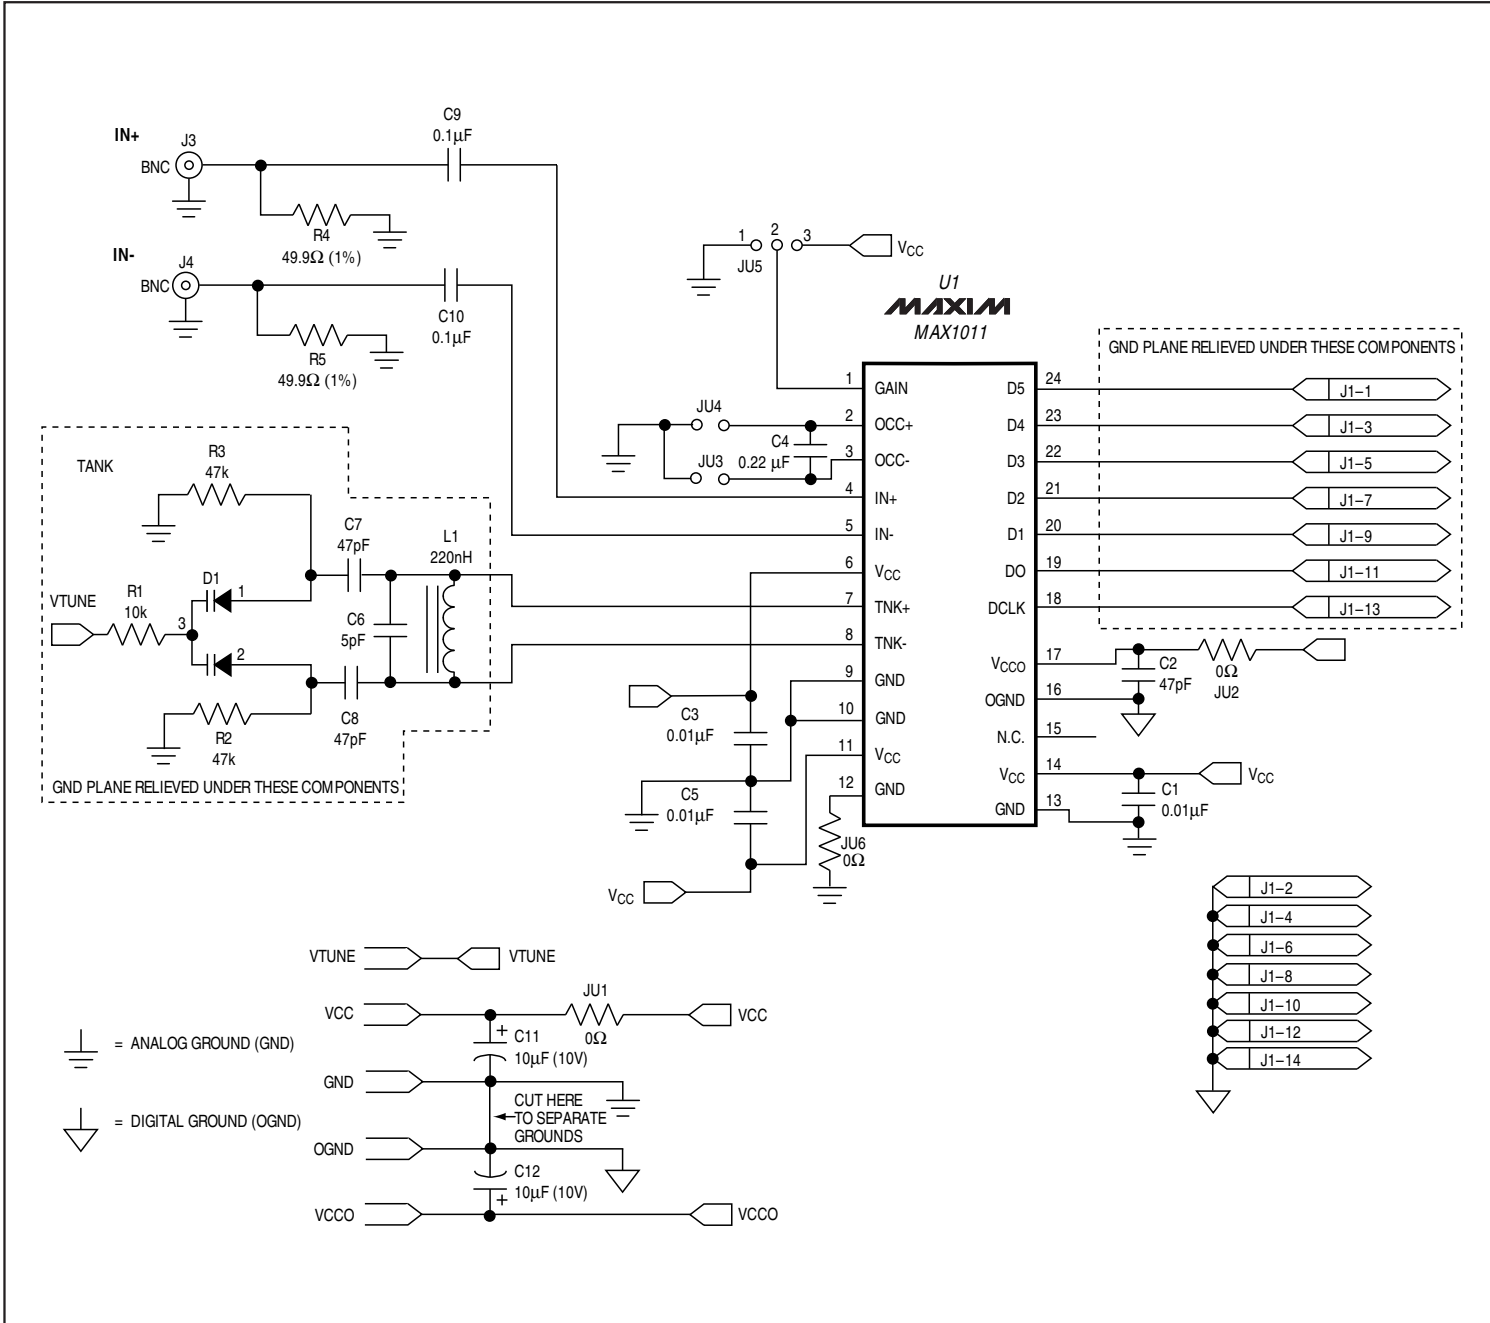 IN+
J3
BNC
C9
0.1µF
R4
49.9Ω (1%)
IN-
J4
BNC
C10
0.1µF
R5
49.9Ω (1%)
1
2
3
JU5
VCC
U1
MAXIM
MAX1011
GND PLANE RELIEVED UNDER THESE COMPONENTS
1
GAIN
2
OCC+
3
OCC-
4
IN+
5
IN-
6
VCC
7
TNK+
8
TNK-
9
GND
10
GND
11
VCC
12
GND
D5
24
J1–1
D4
23
J1–3
D3
22
J1–5
D2
21
J1–7
D1
20
J1–9
DO
19
J1–11
DCLK
18
J1–13
VCCO
17
OGND
16
N.C.
15
VCC
14
GND
13
JU4
C4
0.22 µF
JU3
TANK
R3
47k
C7
47pF
L1
220nH
D1
1
VTUNE
R1
10k
3
2
C6
5pF
C8
47pF
R2
47k
GND PLANE RELIEVED UNDER THESE COMPONENTS
C3
0.01µF
C5
0.01µF
VCC
JU6
0Ω
C2
47pF
0Ω
JU2
VCC
C1
0.01µF
J1–2
J1–4
J1–6
J1–8
J1–10
J1–12
J1–14
VTUNE
VTUNE
VCC
JU1
0Ω
VCC
C11
+
10µF (10V)
GND
CUT HERE
TO SEPARATE
GROUNDS
OGND
C12
10µF (10V)
+
VCCO
VCCO
= ANALOG GROUND (GND)
= DIGITAL GROUND (OGND)